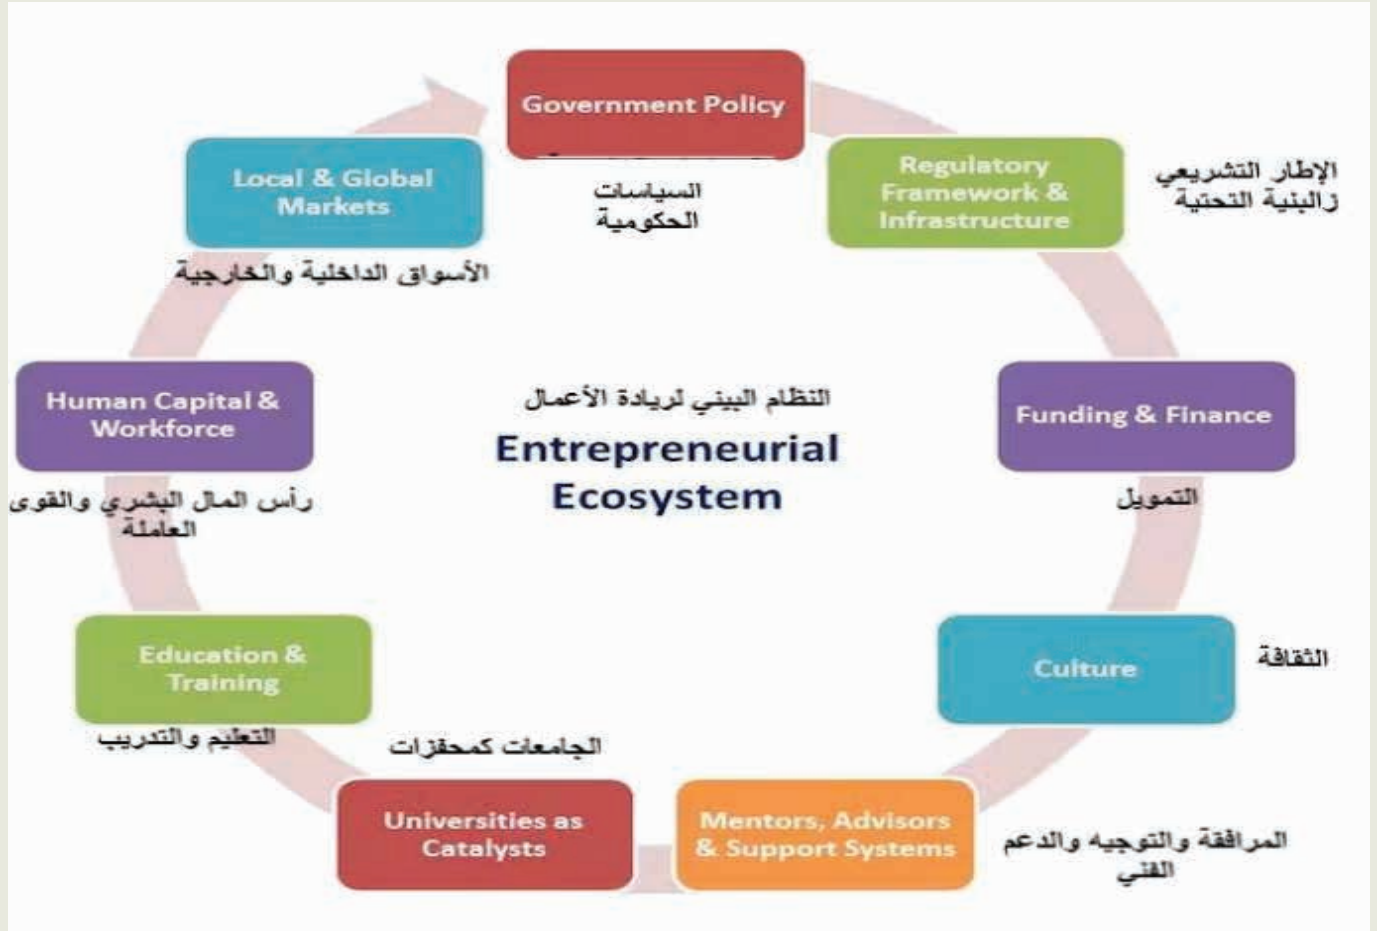 Government Policy
السياسات
الحكومية
Regulatory
Framework &
Infrastructure
الإطار التشريعي
زالبنية التحتية
Funding & Finance
التمويل
Culture
الثقافة
Mentors, Advisors
& Support Systems
المرافقة والتوجيه والدعم
الفني
Universities as
Catalysts
الجامعات كمحفزات
Education &
Training
التعليم والتدريب
Human Capital &
Workforce
رأس المال البشري والقوى
العاملة
Local & Global
Markets
الأسواق الداخلية والخارجية
النظام البيئي لريادة الأعمال
Entrepreneurial
Ecosystem